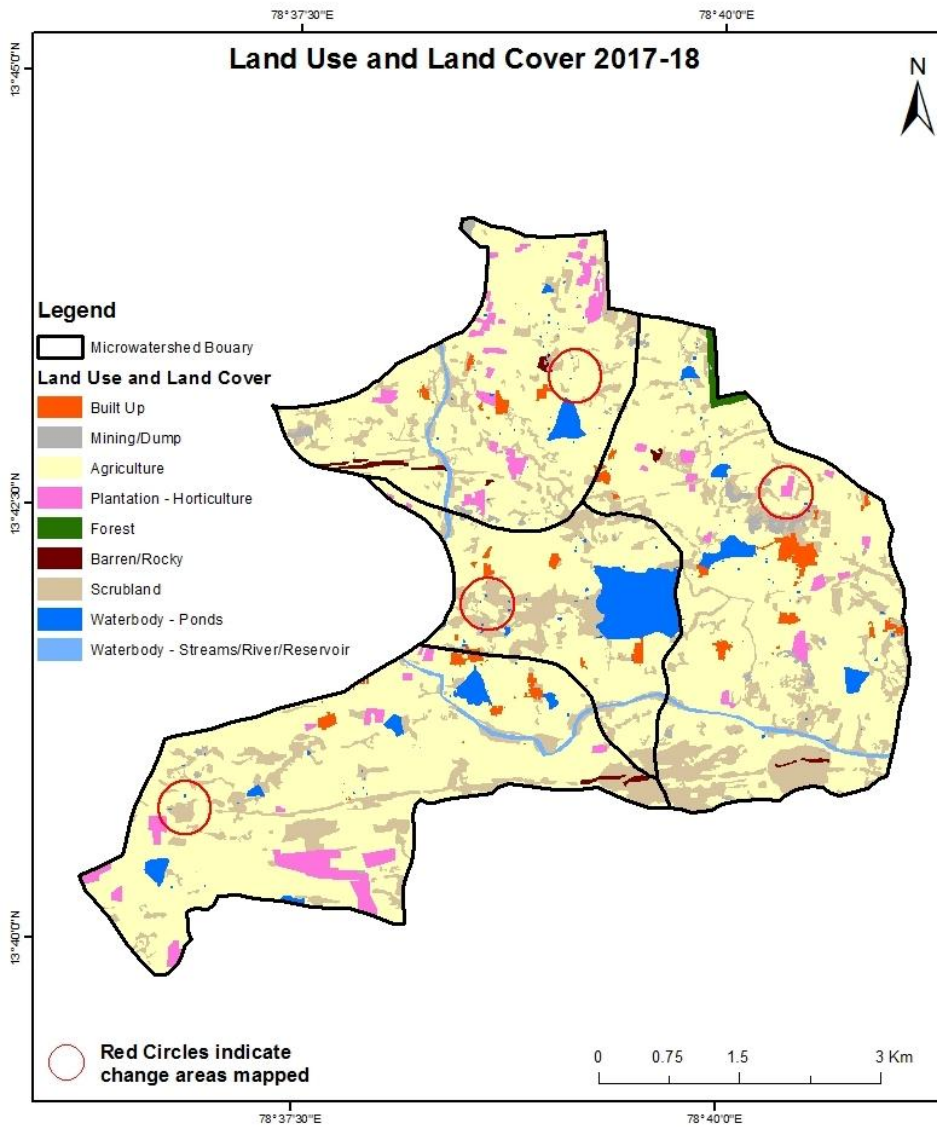 78°37'30"E
78°40'0"E
Land Use and Land Cover 2017-18
N
13°45'0"N
Legend
Microwatershed Bouary
Land Use and Land Cover
Built Up
Mining/Dump
Agriculture
Plantation - Horticulture
Forest
Barren/Rocky
Scrubland
Waterbody - Ponds
Waterbody - Streams/River/Reservoir
13°42'30"N
13°40'0"N
Red Circles indicate
change areas mapped
0 0.75 1.5 3 Km
78°37'30"E
78°40'0"E